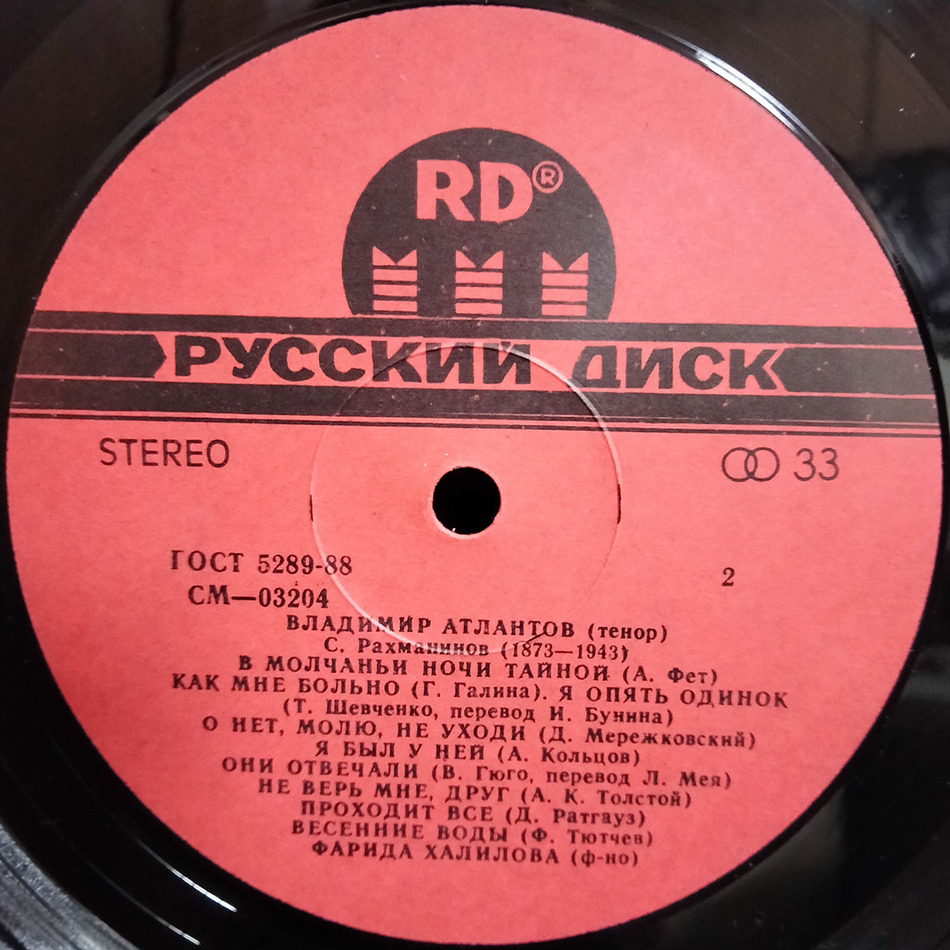 RD®
РУССКИЙ ДИСК
STEREO
33
ГОСТ 5289-88
2
СМ—03204
ВЛАДИМИР АТЛАНТОВ (тенор)
С. Рахманинов (1873—1943)
В МОЛЧАНЬИ НОЧИ ТАЙНОЙ (А. Фет)
КАК МНЕ БОЛЬНО (Г. Галина). Я ОПЯТЬ ОДИНОК
(Т. Шевченко, перевод И. Бунина)
О НЕТ, МОЛЮ, НЕ УХОДИ (Д. Мережковский)
Я БЫЛ У НЕЙ (А. Кольцов)
ОНИ ОТВЕЧАЛИ (В. Гюго, перевод Л. Мея)
НЕ ВЕРЬ МНЕ, ДРУГ (А. К. Толстой)
ПРОХОДИТ ВСЕ (Д. Ратгауз)
ВЕСЕННИЕ ВОДЫ (Ф. Тютчев)
ФАРИДА ХАЛИЛОВА (ф-но)